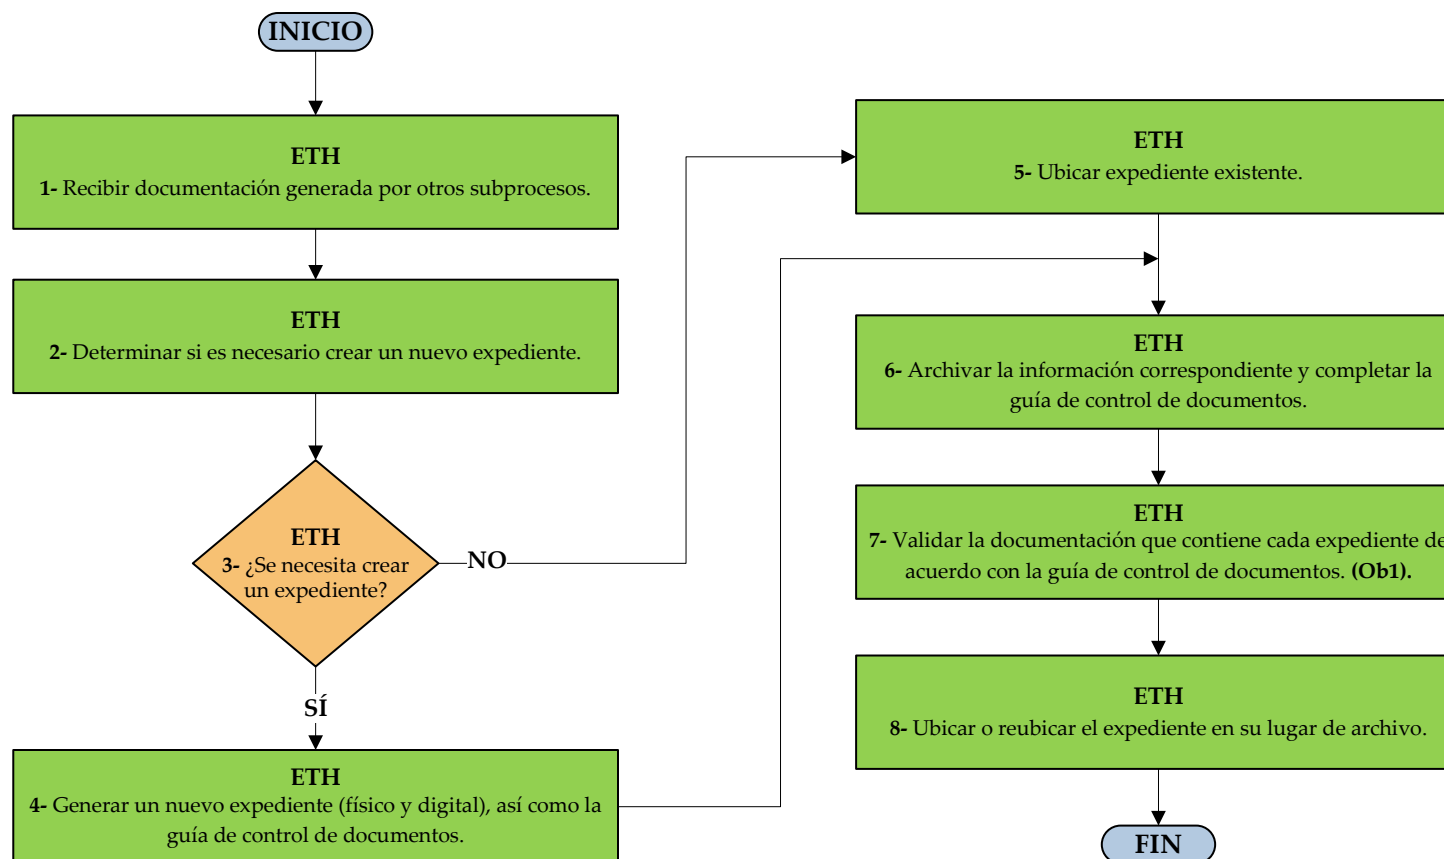 INICIO
ETH
1- Recibir documentación generada por otros subprocesos.
ETH
2- Determinar si es necesario crear un nuevo expediente.
ETH
3- ¿Se necesita crear
un expediente?
NO
SÍ
ETH
4- Generar un nuevo expediente (físico y digital), así como la
guía de control de documentos.
ETH
5- Ubicar expediente existente.
ETH
6- Archivar la información correspondiente y completar la
guía de control de documentos.
ETH
7- Validar la documentación que contiene cada expediente de
acuerdo con la guía de control de documentos. (Ob1).
ETH
8- Ubicar o reubicar el expediente en su lugar de archivo.
FIN